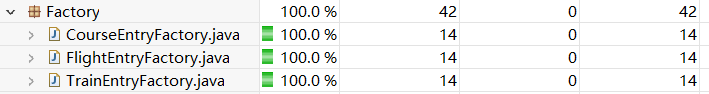 Factory 100.0 % 42 0 42
CourseEntryFactory.java 100.0 % 14 0 14
FlightEntryFactory.java 100.0 % 14 0 14
TrainEntryFactory.java 100.0 % 14 0 14